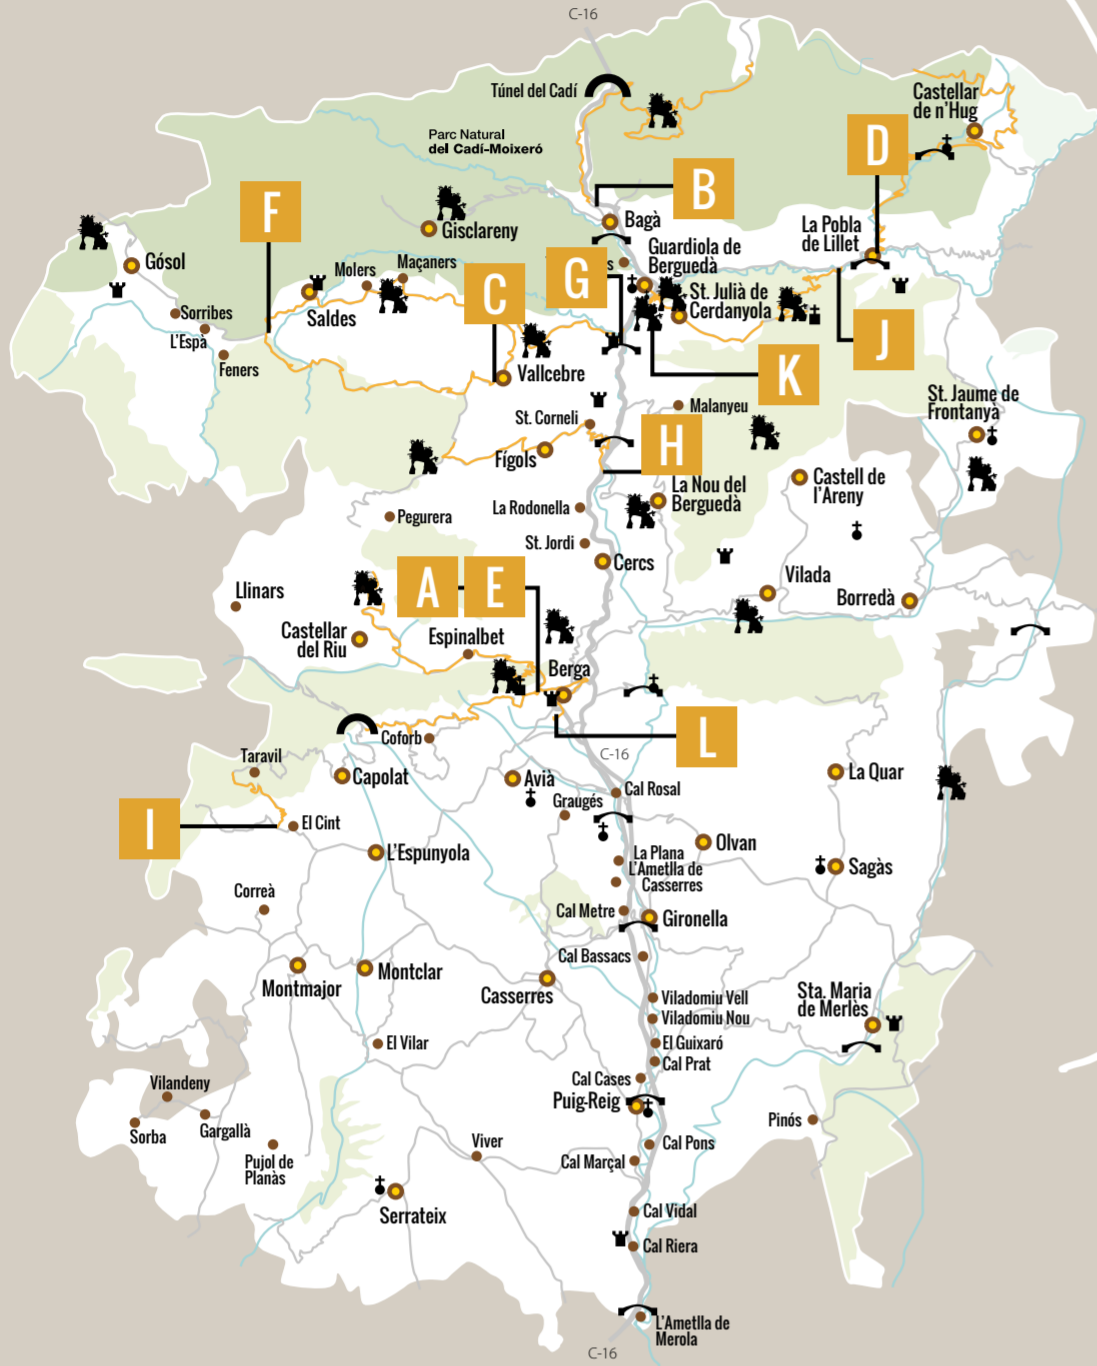 C-16
Túnel del Cadí
Parc Natural
del Cadí-Moixeró
Castellar
de n'Hug
D
B
F
Bagà
Gisclareny
La Pobla
de Lillet
Guardiola de
Berguedà
Gósol
Molers
Maçaners
C
G
s
St. Julià de
Cerdanyola
Saldes
Sorribes
L'Espà
Feners
J
K
Vallcebre
St. Jaume de
Frontanyà
Malanyeu
St. Corneli
H
Fígols
La Nou del
Berguedà
Castell de
l'Areny
La Rodonella
Pegurera
St. Jordi
Cercs
Vilada
Borredà
Llinars
A
E
Castellar
del Riu
Espinalbet
Berga
L
Coforb
C-16
Taravil
Capolat
Avià
Cal Rosal
La Quar
Graugés
I
El Cint
L'Espunyola
Olvan
La Plana
L'Ametlla de
Casserres
Sagàs
Correà
Cal Metre
Gironella
Cal Bassacs
Montmajor
Montclar
Casserres
Viladomiu Vell
Viladomiu Nou
Sta. Maria
de Merlès
El Vilar
El Guixaró
Cal Prat
Cal Cases
Puig-Reig
Vilandeny
Sorba
Gargallà
Pinós
Pujol de
Planàs
Viver
Cal Pons
Cal Marçal
Serrateix
Cal Vidal
Cal Riera
L'Ametlla de
Merola
C-16